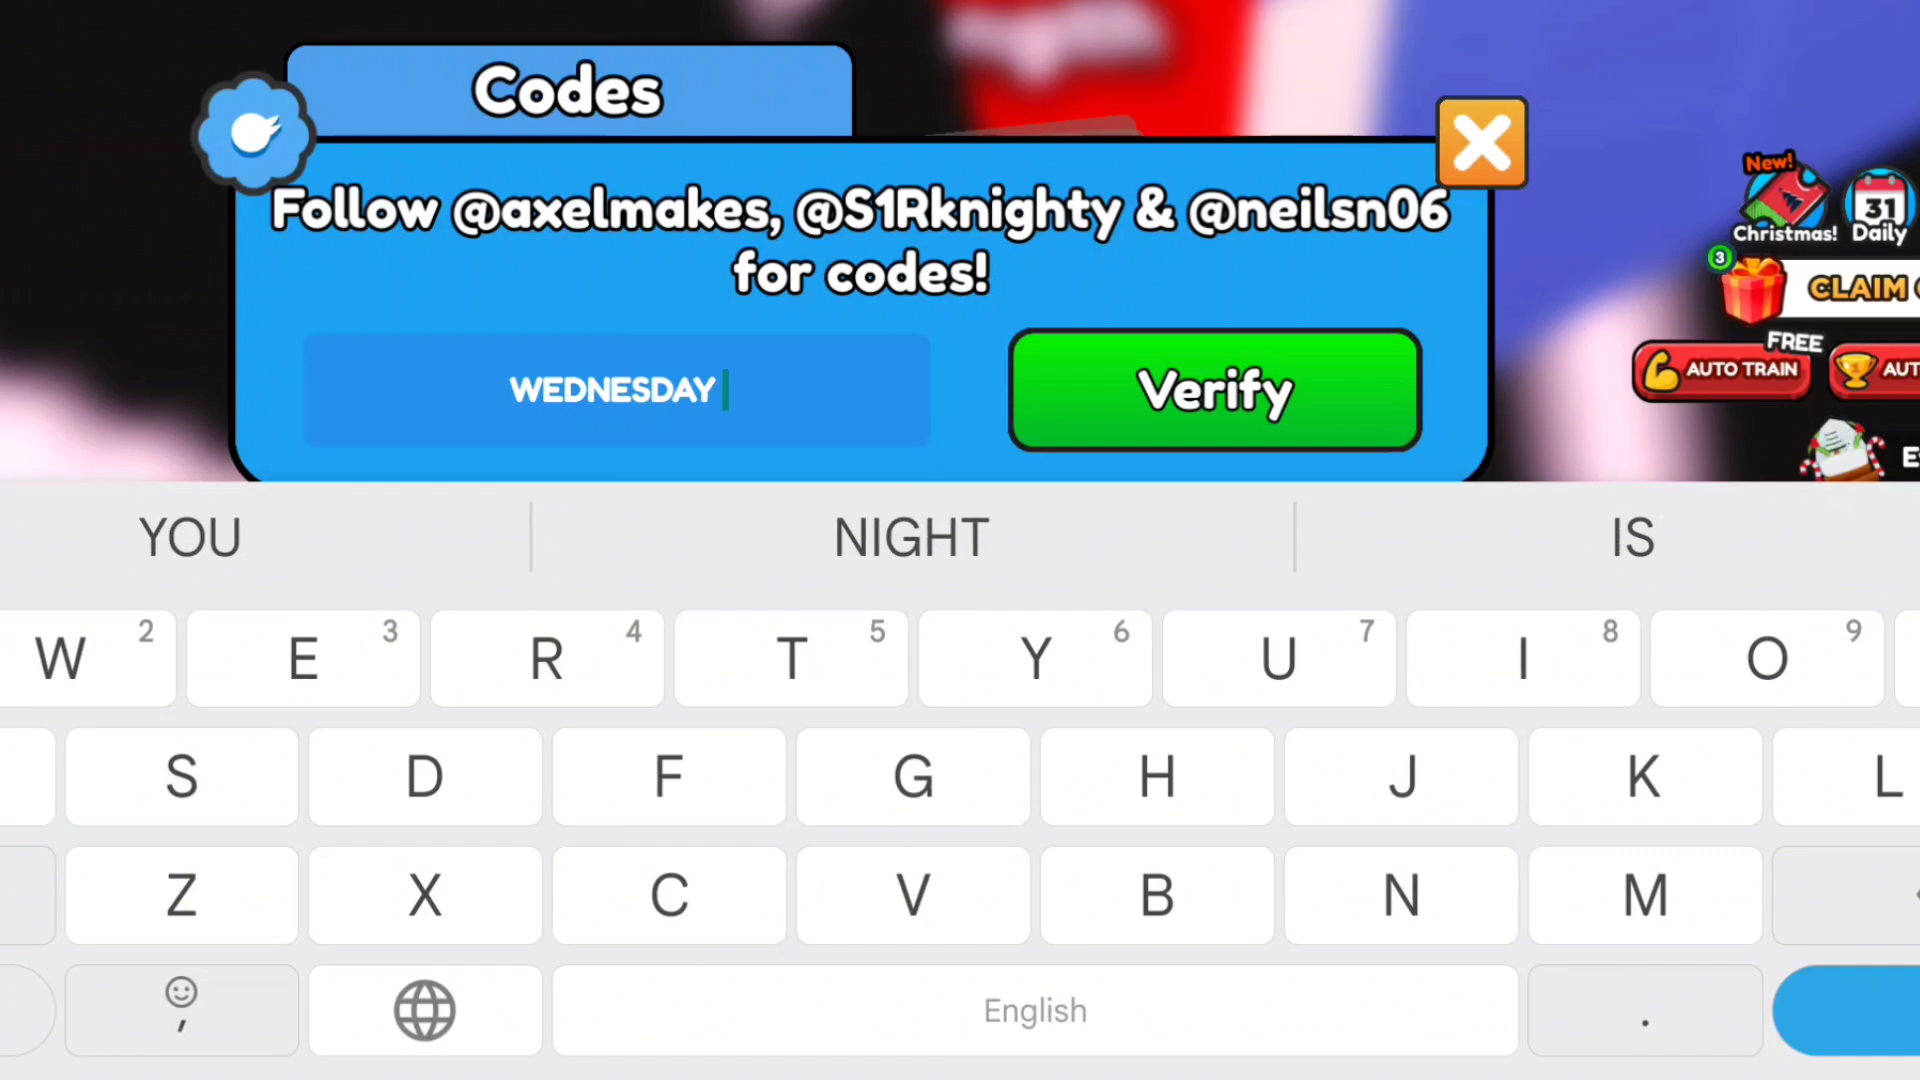 Codes
Follow @axelmakes, @S1Rknighty & @neilsn06
for codes!
WEDNESDAY
Verify
New!
Christmas!
31
Daily
3
CLAIM
FREE
AUTO TRAIN
YOU NIGHT IS
W 2 E 3 R 4 T 5 Y 6 U 7 I 8 O 9
S D F G H J K L
Z X C V B N M
, English .